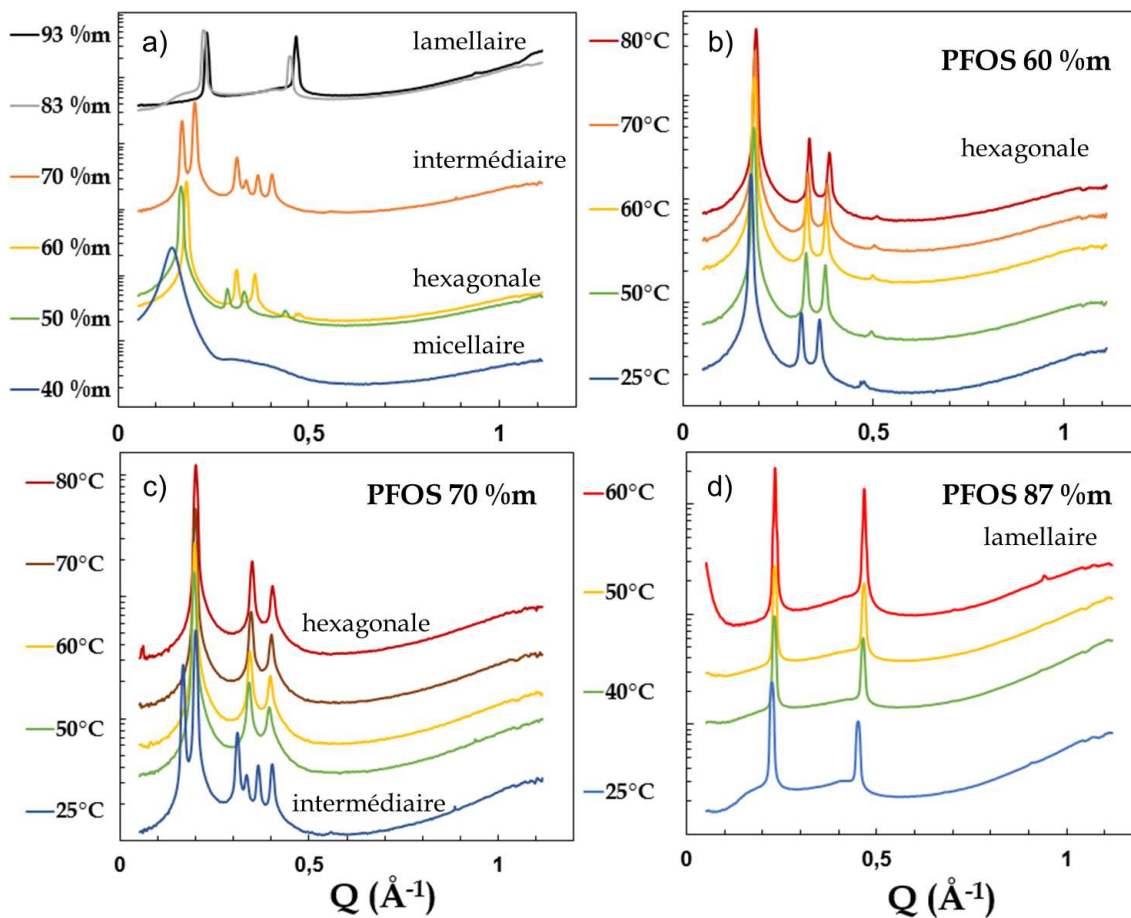 a)
93 %m
83 %m
70 %m
60 %m
50 %m
40 %m
lamellaire
intermédiaire
hexagonale
micellaire
0
0,5
1
b)
PFOS 60 %m
80°C
70°C
60°C
50°C
25°C
hexagonale
0
0,5
1
c)
PFOS 70 %m
80°C
70°C
60°C
50°C
25°C
hexagonale
intermédiaire
0
0,5
1
Q (Å-1)
d)
PFOS 87 %m
60°C
50°C
40°C
25°C
lamellaire
0
0,5
1
Q (Å-1)